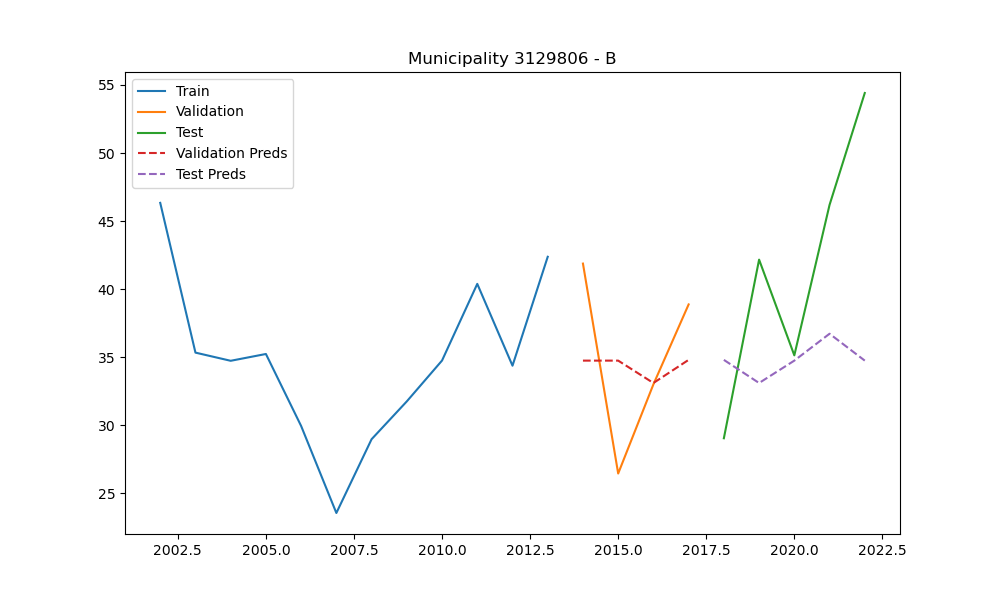 Municipality 3129806 - B
Train
Validation
Test
Validation Preds
Test Preds
55
50
45
40
35
30
25
2002.5 2005.0 2007.5 2010.0 2012.5 2015.0 2017.5 2020.0 2022.5